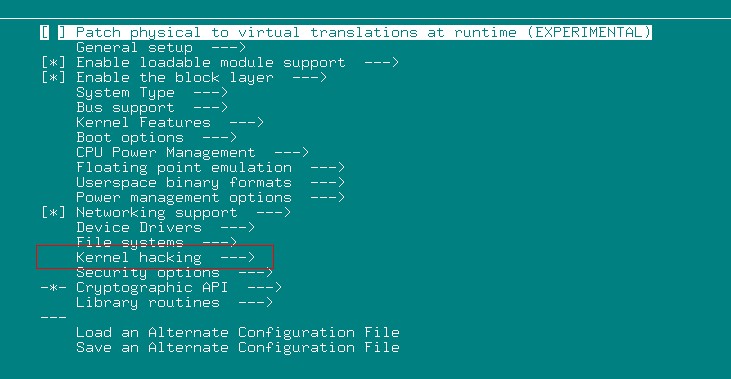 [ ] Patch physical to virtual translations at runtime (EXPERIMENTAL)
General setup --->
[*] Enable loadable module support --->
[*] Enable the block layer --->
System Type --->
Bus support --->
Kernel Features --->
Boot options --->
CPU Power Management --->
Floating point emulation --->
Userspace binary formats --->
Power management options --->
[*] Networking support --->
Device Drivers --->
File systems --->
Kernel hacking --->
Security options --->
-*- Cryptographic API --->
Library routines --->
---
Load an Alternate Configuration File
Save an Alternate Configuration File